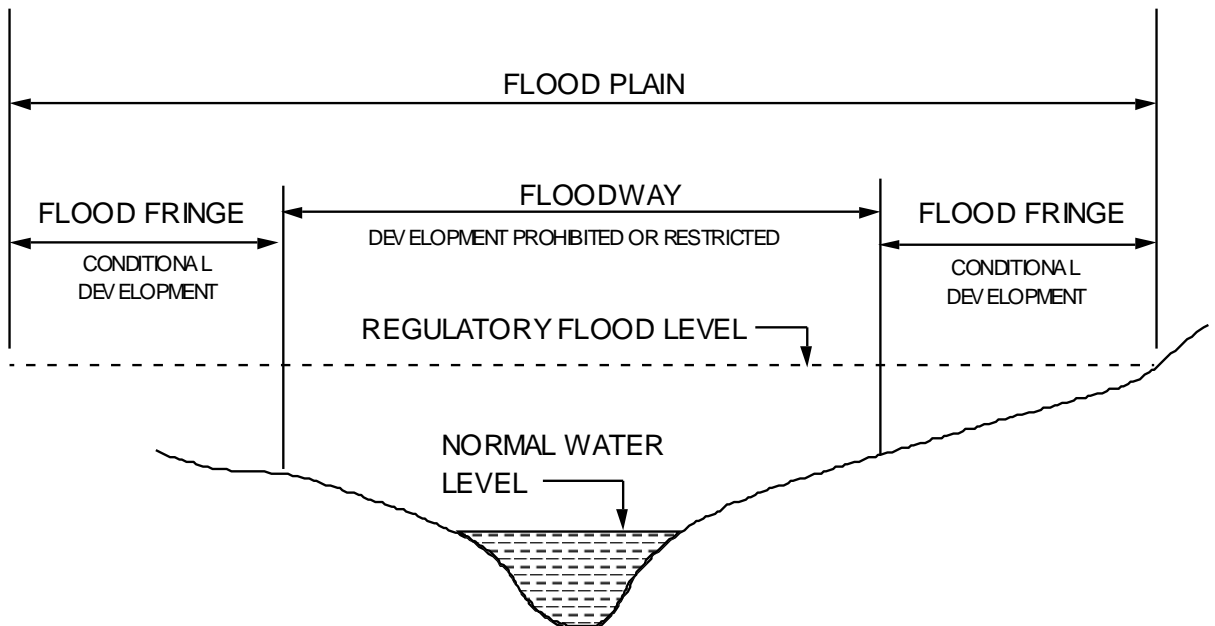 FLOOD PLAIN
FLOOD FRINGE
CONDITIONAL
DEVELOPMENT
FLOODWAY
DEVELOPMENT PROHIBITED OR RESTRICTED
FLOOD FRINGE
CONDITIONAL
DEVELOPMENT
REGULATORY FLOOD LEVEL
NORMAL WATER
LEVEL